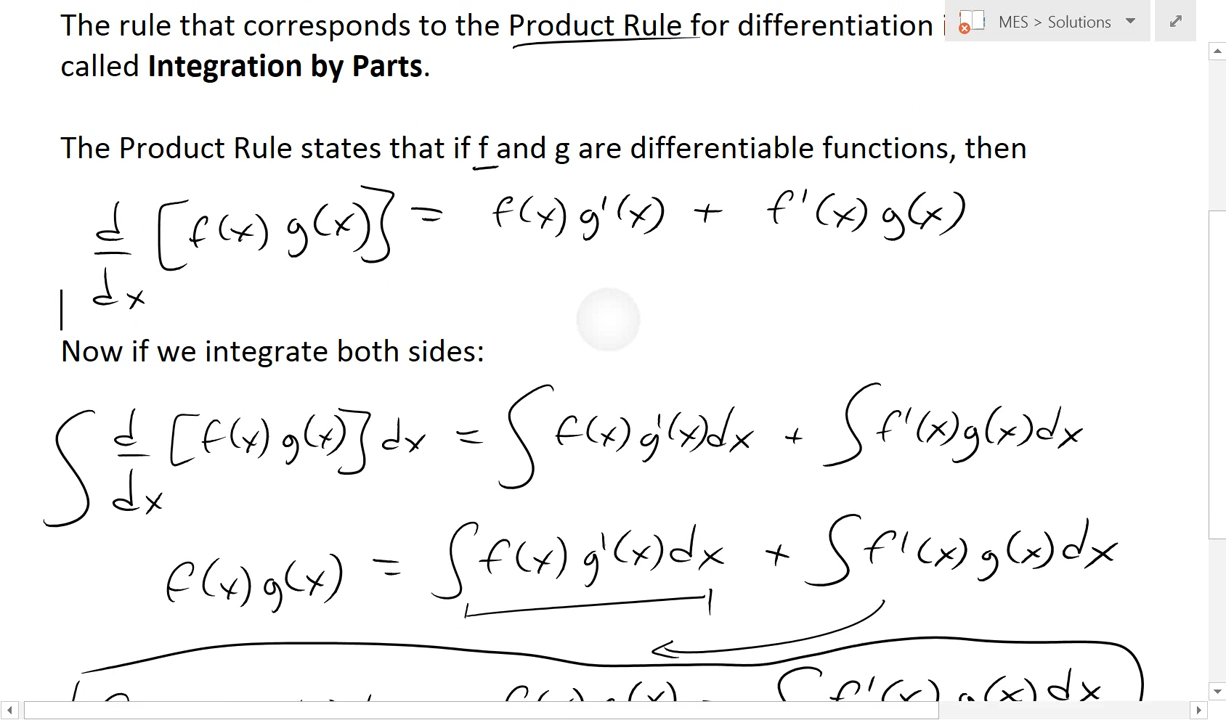 The rule that corresponds to the Product Rule for differentiation
MES > Solutions
called Integration by Parts.
The Product Rule states that if f and g are differentiable functions, then
d/dx [f(x) g(x)] = f(x) g'(x) + f'(x) g(x)
Now if we integrate both sides:
∫ d/dx [f(x) g(x)] dx = ∫ f(x) g'(x) dx + ∫ f'(x) g(x) dx
f(x) g(x) = ∫ f(x) g'(x) dx + ∫ f'(x) g(x) dx
∫ f'(x) g(x) dx